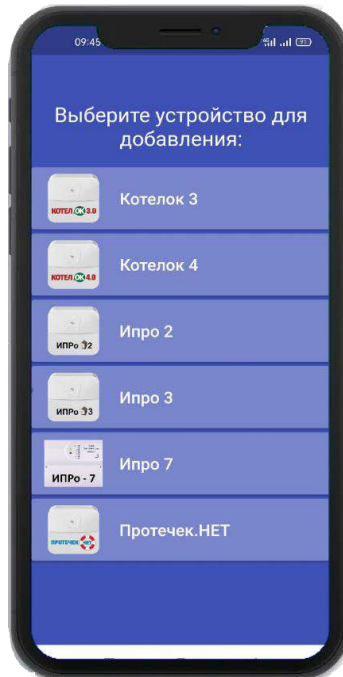 09:45
Выберите устройство для
добавления:
КОТЕЛ.ОК 3.0
Котелок 3
КОТЕЛ.ОК 4.0
Котелок 4
ИПРо 2
Ипро 2
ИПРо 3
Ипро 3
ИПРо - 7
Ипро 7
ПРОТЕЧЕК.НЕТ
Протечек.НЕТ